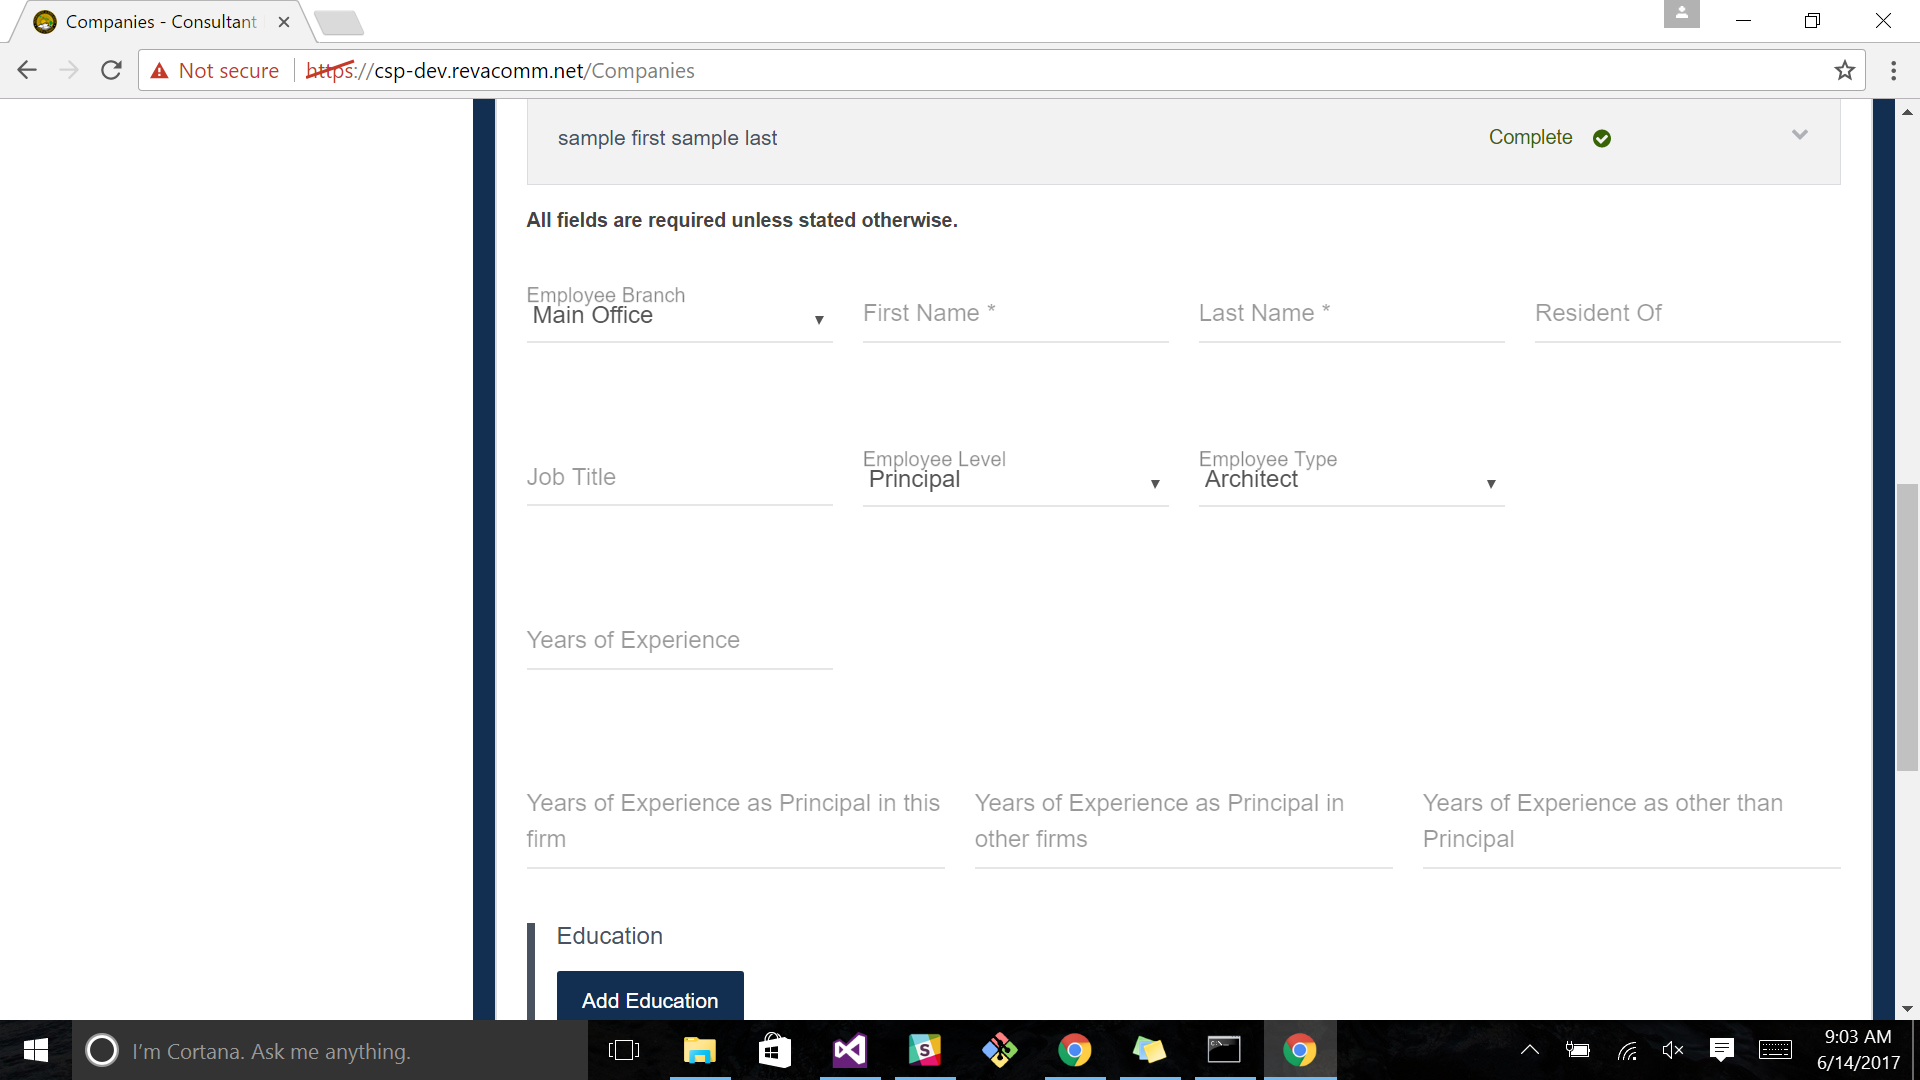 Companies - Consultant
Not secure
https://csp-dev.revacomm.net/Companies
sample first sample last
Complete
All fields are required unless stated otherwise.
Employee Branch
Main Office
First Name *
Last Name *
Resident Of
Job Title
Employee Level
Principal
Employee Type
Architect
Years of Experience
Years of Experience as Principal in this
firm
Years of Experience as Principal in
other firms
Years of Experience as other than
Principal
Education
Add Education
I'm Cortana. Ask me anything.
S
C:\_
9:03 AM
6/14/2017